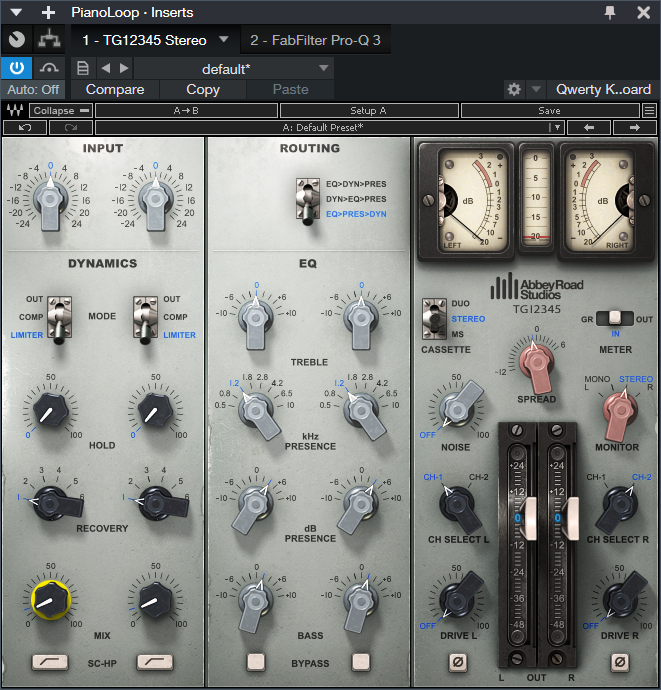 PianoLoop · Inserts
1 - TG12345 Stereo 2 - FabFilter Pro-Q 3
default*
Auto: Off Compare Copy Paste Qwerty K..oard
Collapse A→B Setup A Save
A: Default Preset*
INPUT
-4 0 4
-8 8
-12 12
-16 16
-20 20
-24 24
-4 0 4
-8 8
-12 12
-16 16
-20 20
-24 24
DYNAMICS
OUT
COMP
LIMITER
MODE
OUT
COMP
LIMITER
50
0 100
HOLD
50
0 100
1 2 3 4 5 6
RECOVERY
1 2 3 4 5 6
50
0 100
MIX
50
0 100
SC-HP
ROUTING
EQ>DYN>PRES
DYN>EQ>PRES
EQ>PRES>DYN
EQ
-10 -6 0 +6 +10
-10 -6 0 +6 +10
TREBLE
0.5 0.8 1.2 1.8 2.8 4.2 6.5 10
0.5 0.8 1.2 1.8 2.8 4.2 6.5 10
kHz
PRESENCE
-10 -6 0 +6 +10
-10 -6 0 +6 +10
dB
PRESENCE
-10 -6 0 +6 +10
-10 -6 0 +6 +10
BASS
BYPASS
dB
LEFT
0
5
10
15
20
dB
RIGHT
Abbey Road
Studios
TG12345
DUO
STEREO
MS
CASSETTE
-12 0 6
SPREAD
GR OUT
IN
METER
50
OFF 100
NOISE
MONO STEREO
L R
MONITOR
CH-1 CH-2
CH SELECT L
CH-1 CH-2
CH SELECT R
+24
+12
0
-12
-24
-36
-48
+24
+12
0
-12
-24
-36
-48
50
OFF 100
DRIVE L
50
OFF 100
DRIVE R
Ø Ø
L OUT R